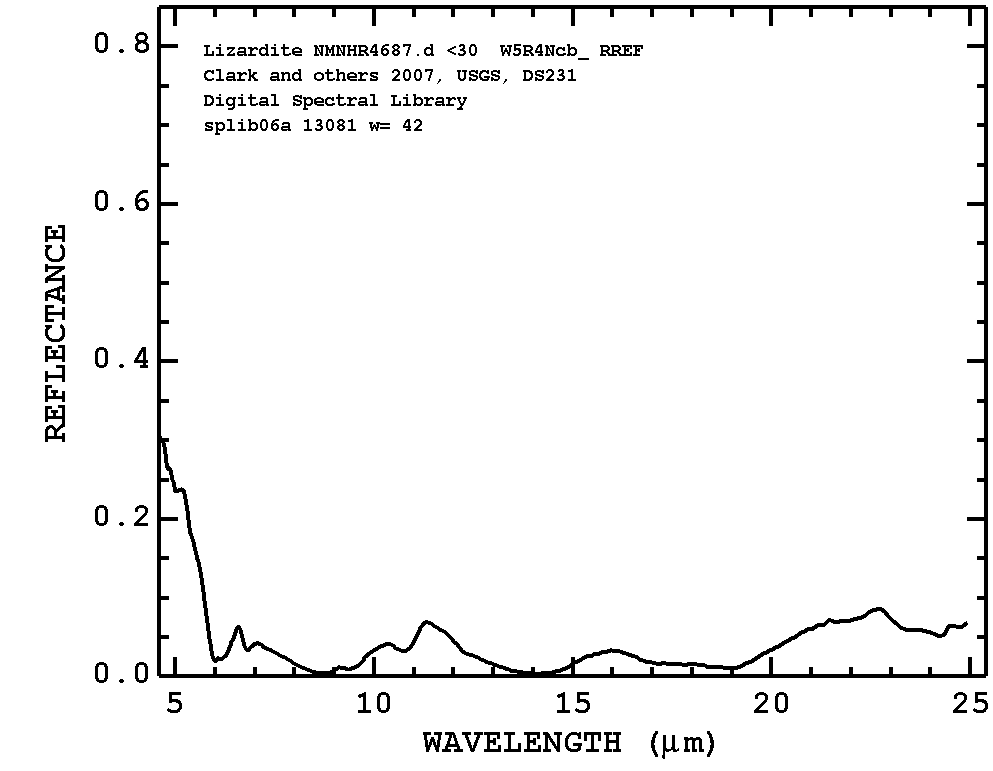 Lizardite NMNHR4687.d <30 W5R4Ncb_ RREF
Clark and others 2007, USGS, DS231
Digital Spectral Library
splib06a 13081 w= 42
0.8
0.6
0.4
0.2
0.0
REFLECTANCE
5 10 15 20 25
WAVELENGTH (μm)